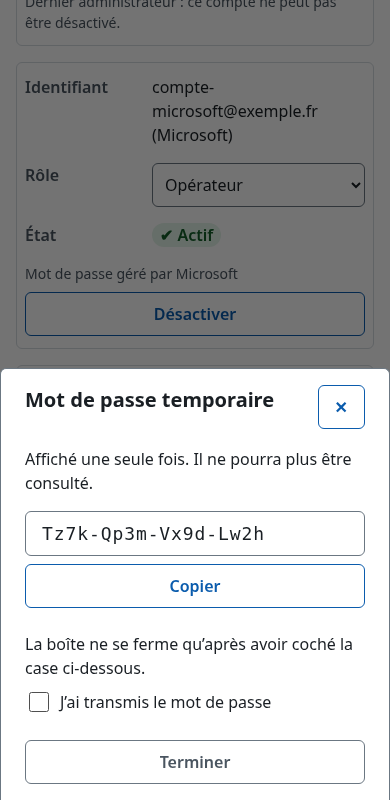 Dernier administrateur : ce compte ne peut pas
être désactivé.
Identifiant
compte-
microsoft@exemple.fr
(Microsoft)
Rôle
Opérateur
État
✔ Actif
Mot de passe géré par Microsoft
Désactiver
Mot de passe temporaire
×
Affiché une seule fois. Il ne pourra plus être
consulté.
Tz7k-Qp3m-Vx9d-Lw2h
Copier
La boîte ne se ferme qu’après avoir coché la
case ci-dessous.
J’ai transmis le mot de passe
Terminer